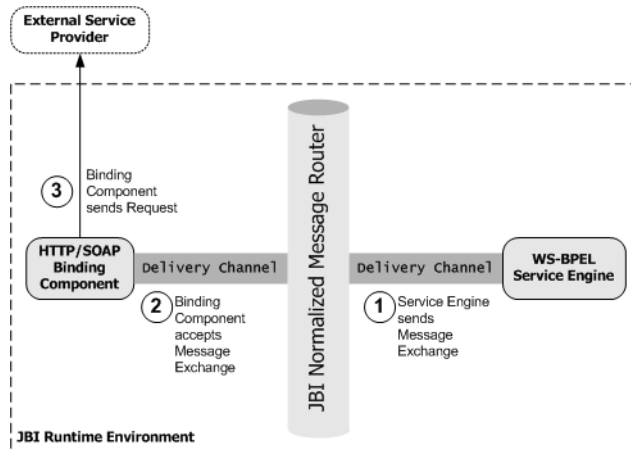 External Service
Provider
3
Binding
Component
sends Request
HTTP/SOAP
Binding
Component
Delivery Channel
JBI Normalized Message Router
Delivery Channel
WS-BPEL
Service Engine
2
Binding
Component
accepts
Message
Exchange
1
Service Engine
sends
Message
Exchange
JBI Runtime Environment